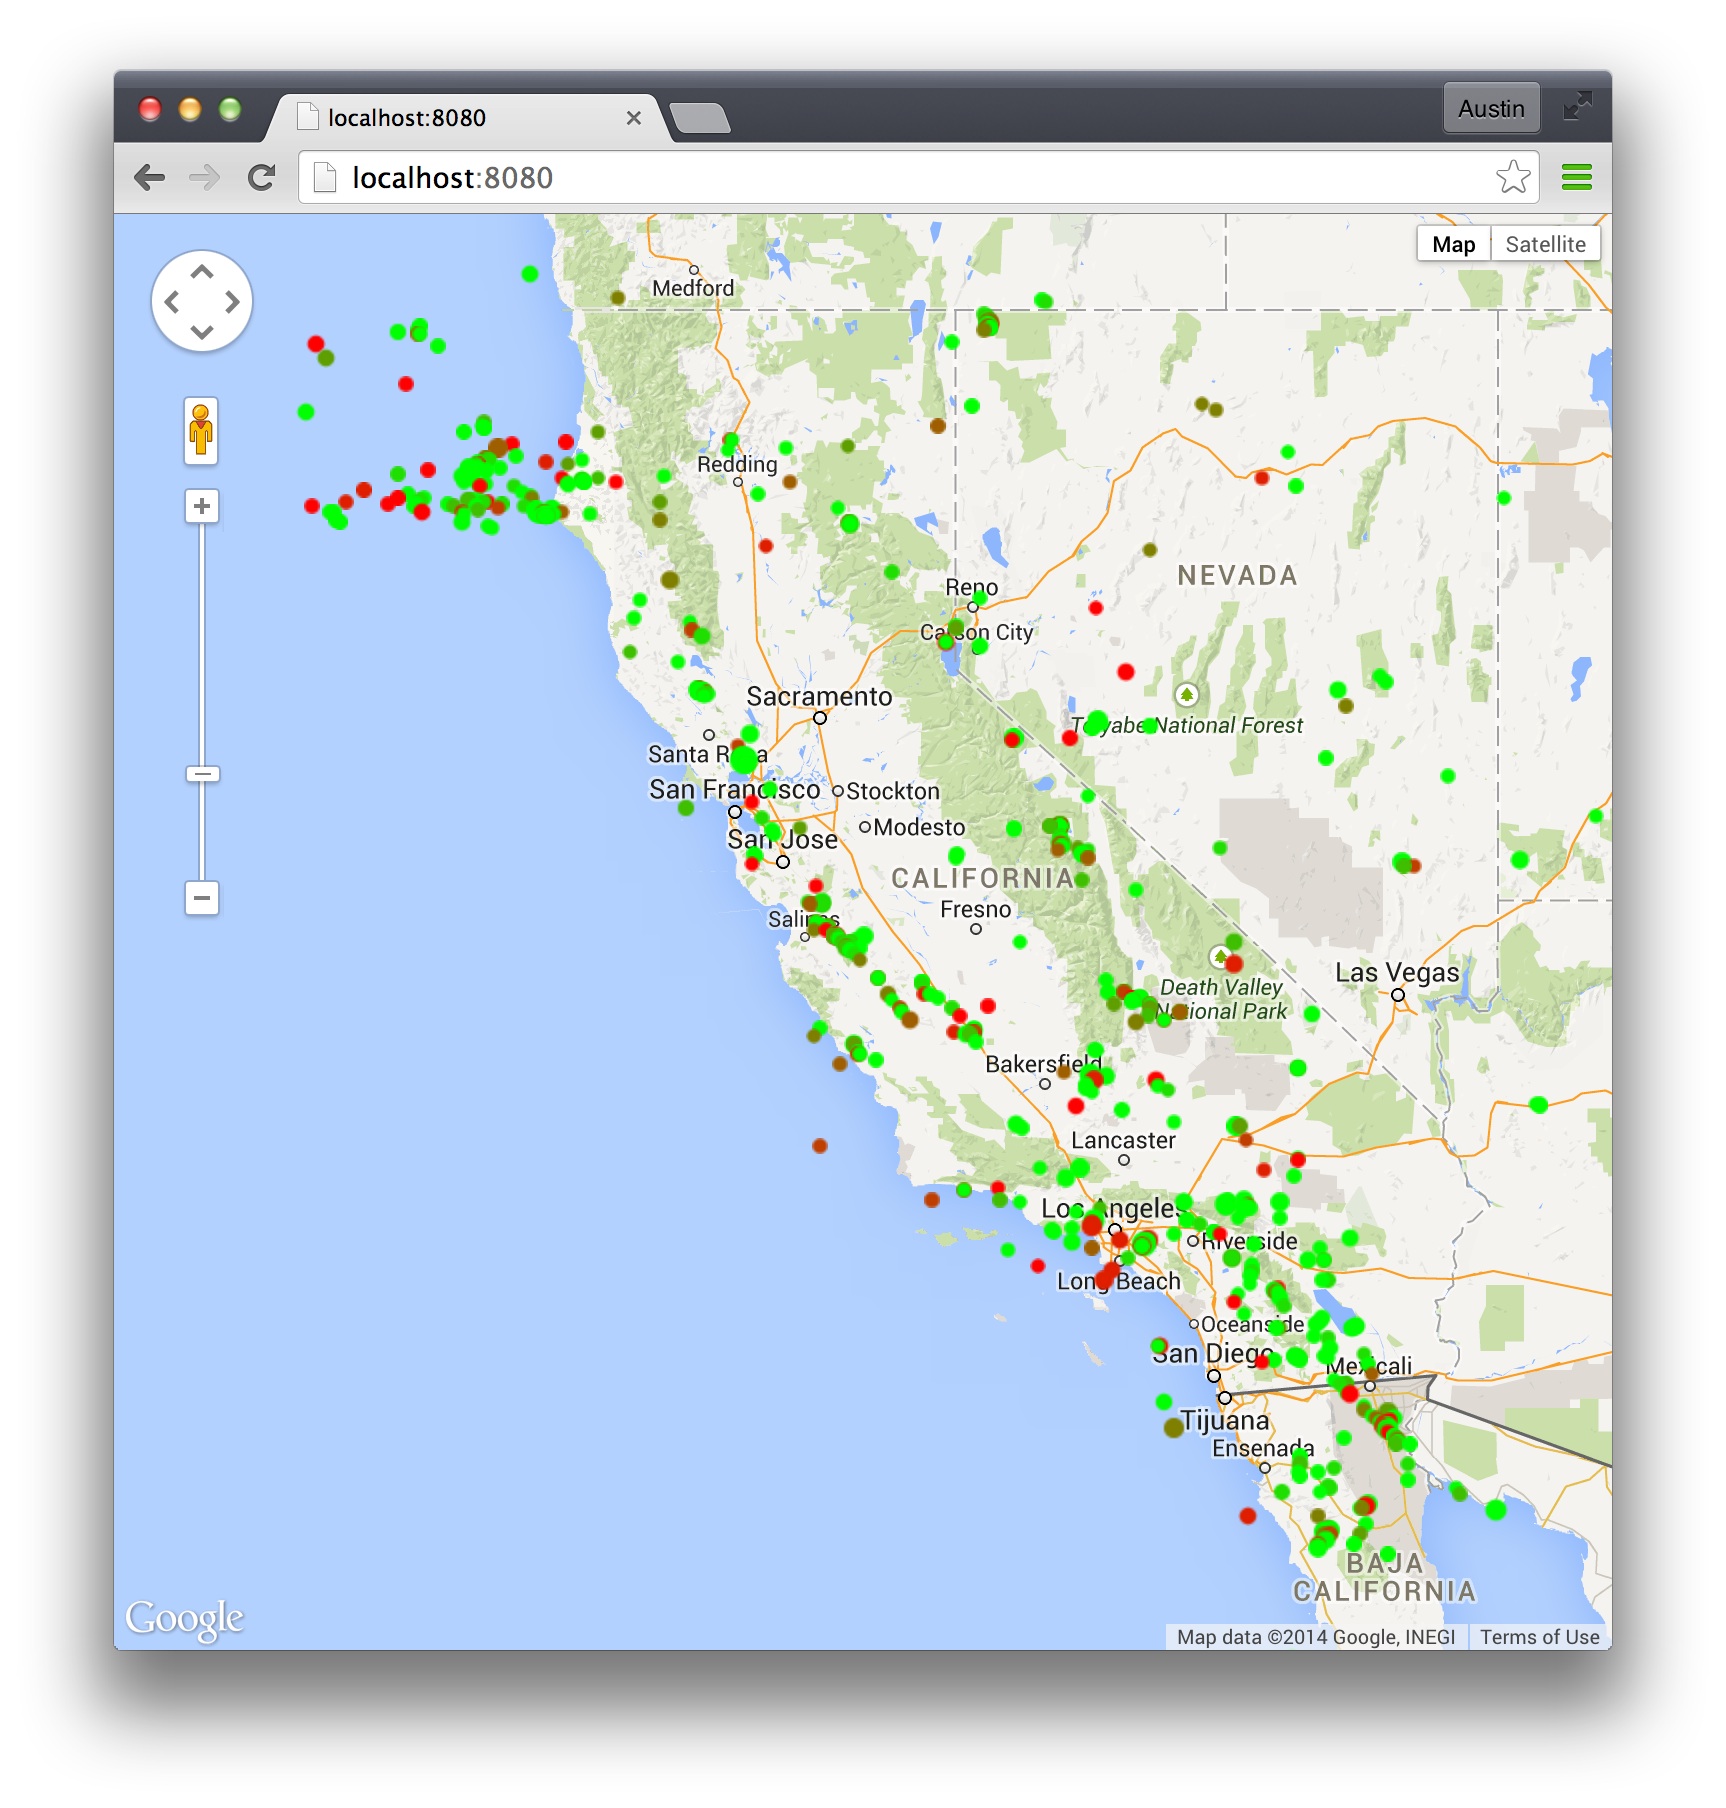 localhost:8080
Austin
localhost:8080
Map
Satellite
Medford
Redding
NEVADA
Reno
Carson City
Sacramento
Toyabe National Forest
Santa Rosa
San Francisco
Stockton
Modesto
San Jose
CALIFORNIA
Fresno
Salinas
Las Vegas
Death Valley
National Park
Bakersfield
Lancaster
Los Angeles
Riverside
Long Beach
Oceanside
San Diego
Mexicali
Tijuana
Ensenada
BAJA
CALIFORNIA
Google
Map data ©2014 Google, INEGI
Terms of Use